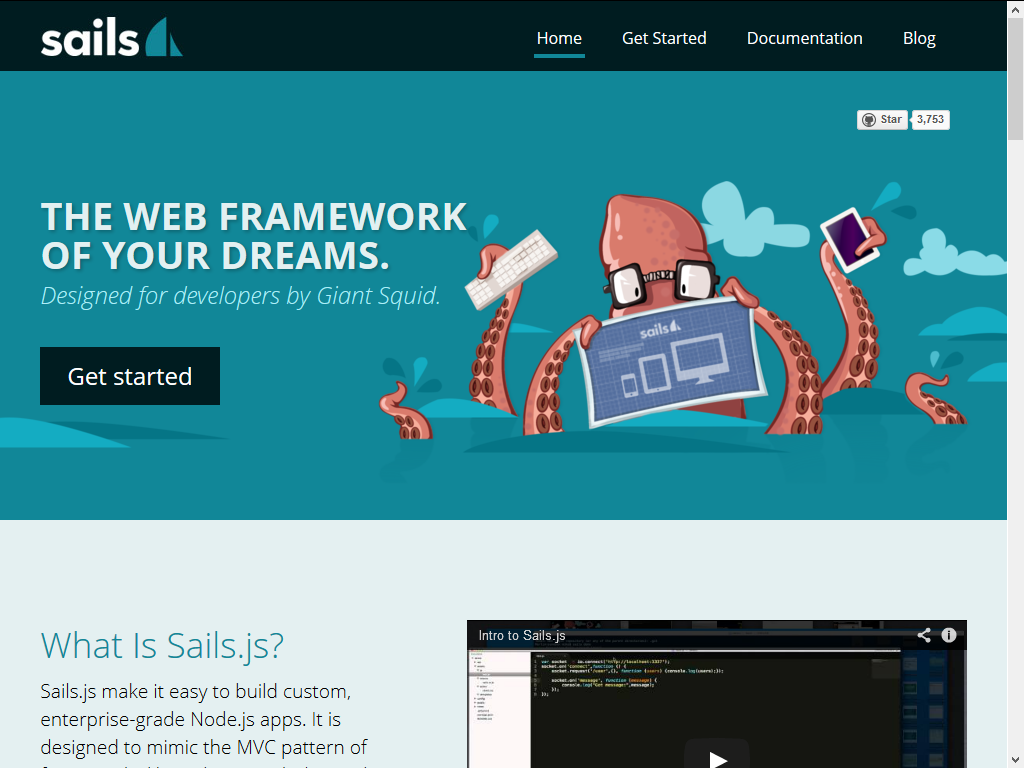 sails
Home
Get Started
Documentation
Blog
Star
3,753
THE WEB FRAMEWORK
OF YOUR DREAMS.
Designed for developers by Giant Squid.
sails
Get started
What Is Sails.js?
Sails.js make it easy to build custom,
enterprise-grade Node.js apps. It is
designed to mimic the MVC pattern of
Intro to Sails.js